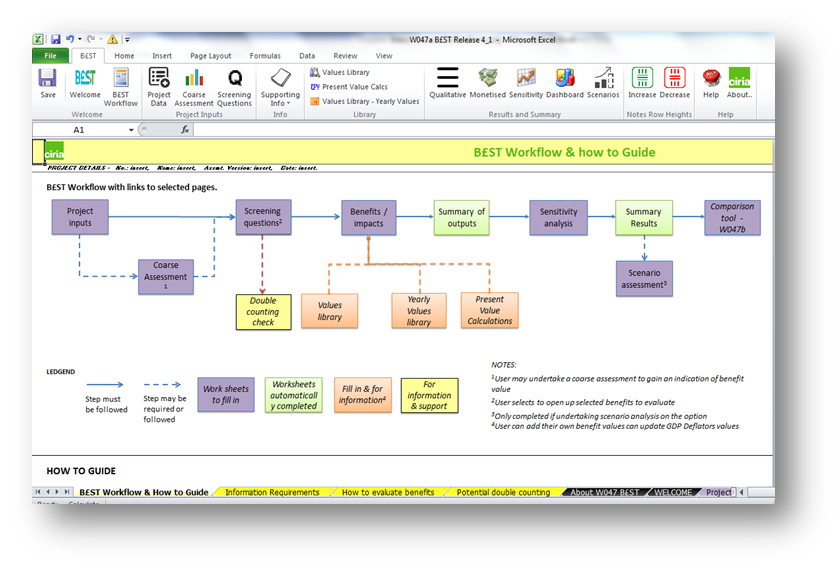 W047a B£ST Release 4_1 - Microsoft Excel
File B£ST Home Insert Page Layout Formulas Data Review View
Save
Welcome
B£ST Workflow
Welcome
Project Data
Coarse Assessment
Screening Questions
Project Inputs
Supporting Info
Info
Values Library
Present Value Calcs
Values Library - Yearly Values
Library
Qualitative Monetised Sensitivity Dashboard Scenarios
Results and Summary
Increase Decrease
Notes Row Heights
Help About..
Help
A1
fx
ciria
B£ST Workflow & how to Guide
PROJECT DETAILS - No.: insert, Name: insert, Assmt. Version: insert, Date: insert.
B£ST Workflow with links to selected pages.
Project
inputs
Screening
questions²
Benefits /
impacts
Summary of
outputs
Sensitivity
analysis
Summary
Results
Comparison
tool -
W047b
Coarse
Assessment
1
Scenario
assessment³
Double
counting
check
Values
library
Yearly
Values
library
Present
Value
Calculations
LEDGEND
Step must
be followed
Step may be
required or
followed
Work sheets
to fill in
Worksheets
automaticall
y completed
Fill in & for
information⁴
For
information
& support
NOTES:
¹User may undertake a coarse assessment to gain an indication of benefit
value
²User selects to open up selected benefits to evaluate
³Only completed if undertaking scenario analysis on the option
⁴User can add their own benefit values can update GDP Deflators values
HOW TO GUIDE
B£ST Workflow & How to Guide Information Requirements How to evaluate benefits Potential double counting About W047 B£ST WELCOME Project